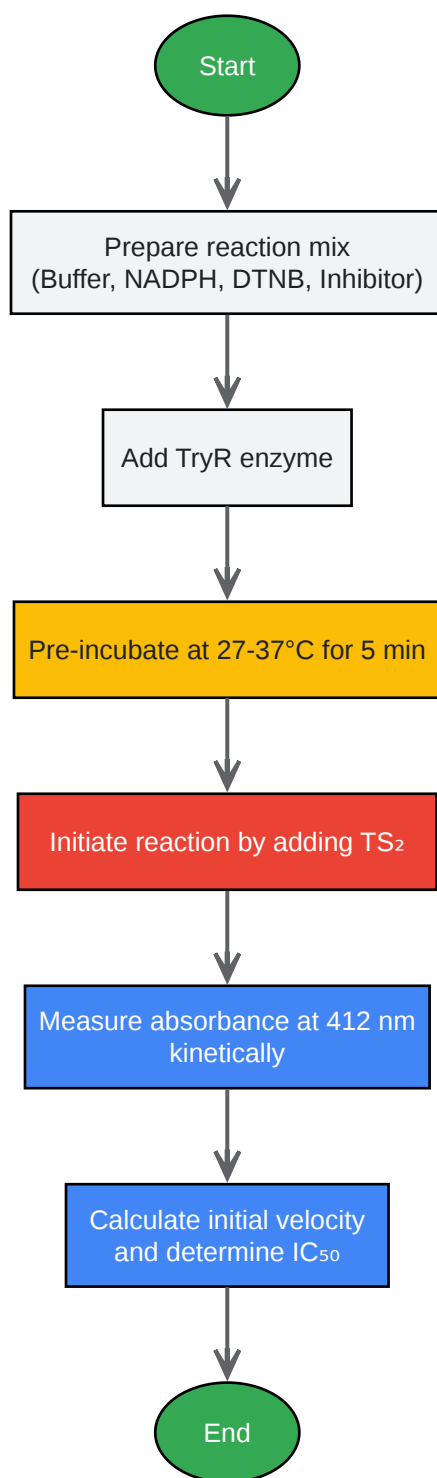 Start
Prepare reaction mix
(Buffer, NADPH, DTNB, Inhibitor)
Add TryR enzyme
Pre-incubate at 27-37°C for 5 min
Initiate reaction by adding TS₂
Measure absorbance at 412 nm
kinetically
Calculate initial velocity
and determine IC₅₀
End